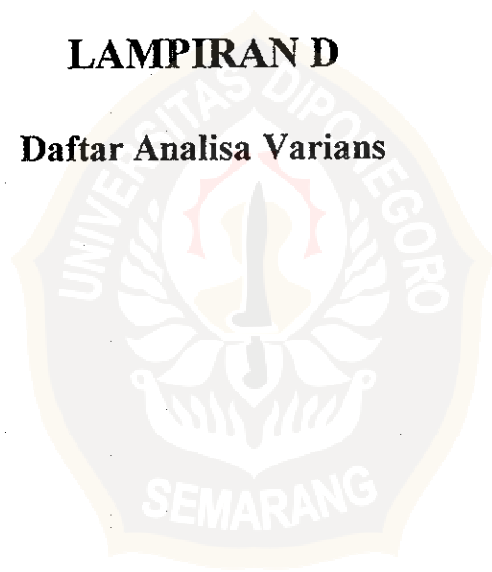 LAMPIRAN D
Daftar Analisa Varians
UNIVERSITAS DIPONEGORO
SEMARANG